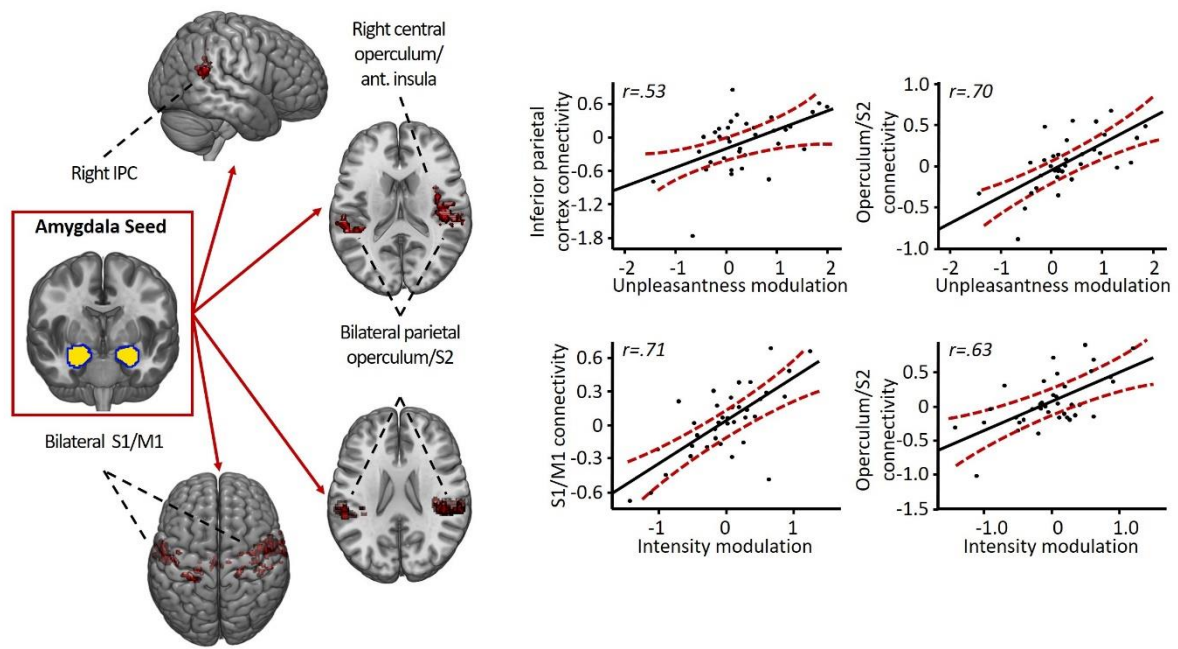 Right central
operculum/
ant. insula
Right IPC
Amygdala Seed
Bilateral parietal
operculum/S2
Bilateral S1/M1
r=.53
Inferior parietal
cortex connectivity
0.6
0
-0.6
-1.2
-1.8
-2
-1
0
1
2
Unpleasantness modulation
r=.70
Operculum/S2
connectivity
1.0
0.5
0
-0.5
-1.0
-2
-1
0
1
2
Unpleasantness modulation
r=.71
S1/M1 connectivity
0.6
0.3
0
-0.3
-0.6
-1
0
1
Intensity modulation
r=.63
Operculum/S2
connectivity
1.0
0.5
0
-0.5
-1.0
-1.5
-1.0
0
1.0
Intensity modulation